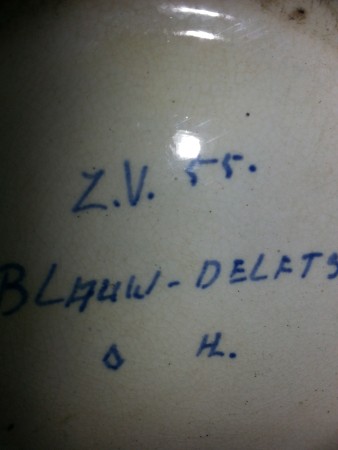 Z.V. 55.
BLAUW-DELFTS
H.